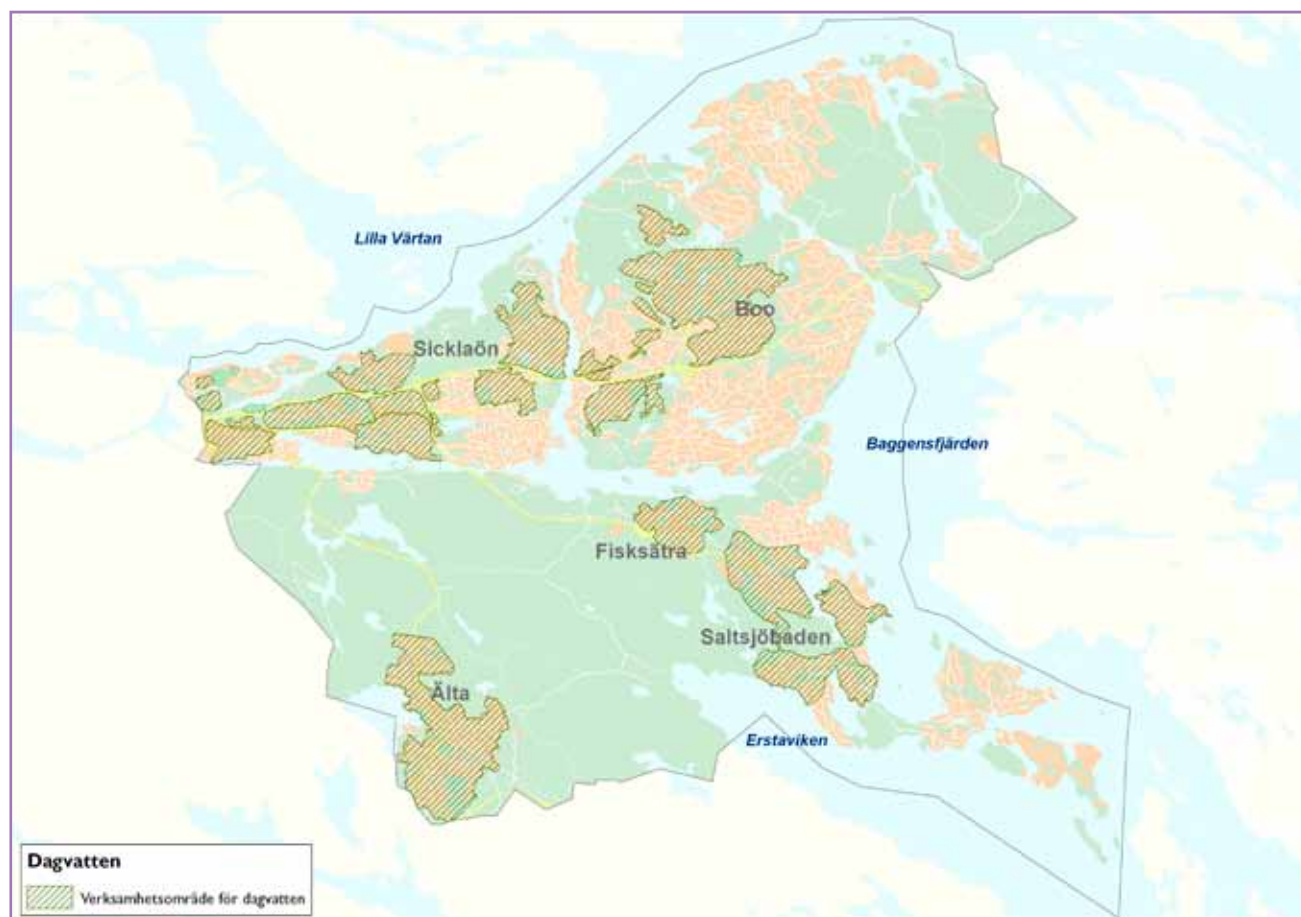 Lilla Värtan
Boo
Sicklaön
Baggensfjärden
Fisksätra
Saltsjöbaden
Älta
Erstaviken
Dagvatten
Verksamhetsområde för dagvatten